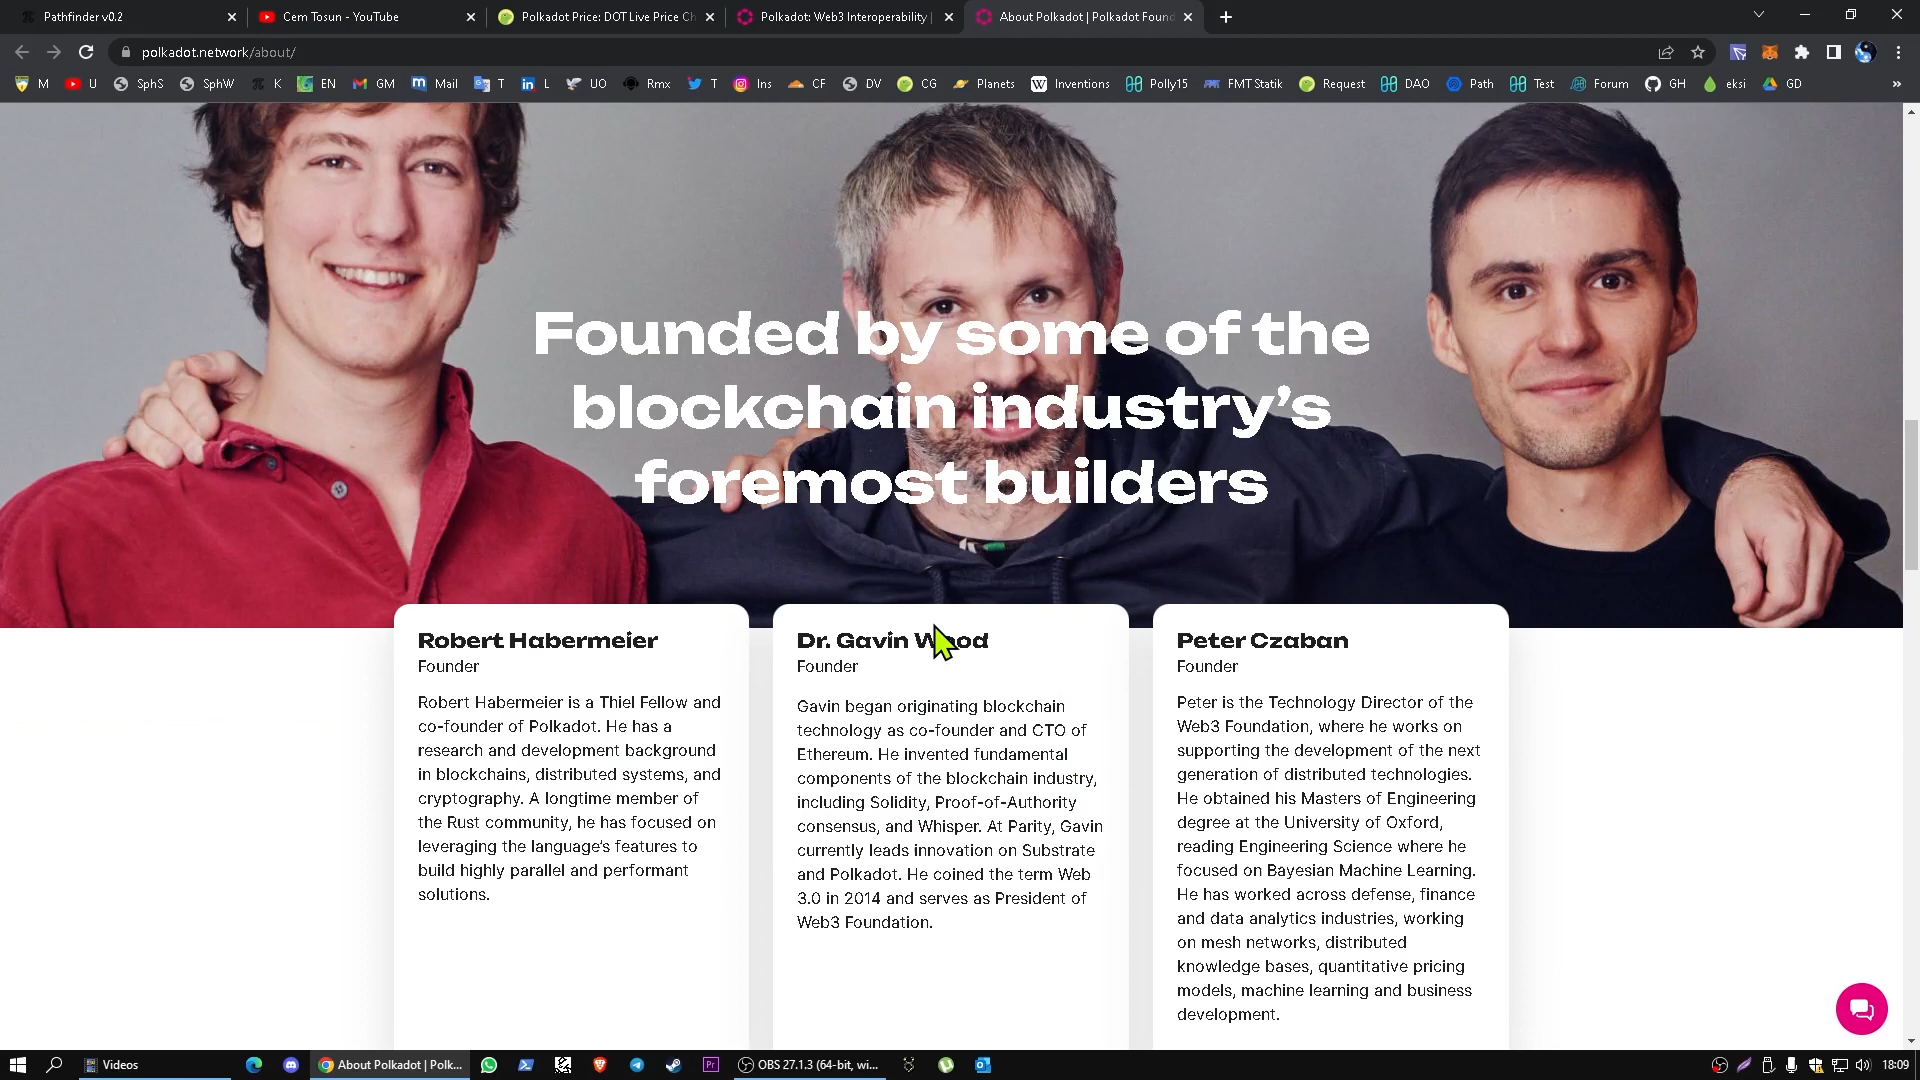 Pathfinder v0.2
Cem Tosun - YouTube
Polkadot Price: DOT Live Price Ch
Polkadot: Web3 Interoperability |
About Polkadot | Polkadot Found
polkadot.network/about/
M
U
SphS
SphW
K
EN
GM
Mail
T
L
UO
Rmx
T
Ins
CF
DV
CG
Planets
Inventions
Polly15
FMT Statik
Request
DAO
Path
Test
Forum
GH
eksi
GD
Founded by some of the
blockchain industry's
foremost builders
Robert Habermeier
Founder
Robert Habermeier is a Thiel Fellow and
co-founder of Polkadot. He has a
research and development background
in blockchains, distributed systems, and
cryptography. A longtime member of
the Rust community, he has focused on
leveraging the language's features to
build highly parallel and performant
solutions.
Dr. Gavin Wood
Founder
Gavin began originating blockchain
technology as co-founder and CTO of
Ethereum. He invented fundamental
components of the blockchain industry,
including Solidity, Proof-of-Authority
consensus, and Whisper. At Parity, Gavin
currently leads innovation on Substrate
and Polkadot. He coined the term Web
3.0 in 2014 and serves as President of
Web3 Foundation.
Peter Czaban
Founder
Peter is the Technology Director of the
Web3 Foundation, where he works on
supporting the development of the next
generation of distributed technologies.
He obtained his Masters of Engineering
degree at the University of Oxford,
reading Engineering Science where he
focused on Bayesian Machine Learning.
He has worked across defense, finance
and data analytics industries, working
on mesh networks, distributed
knowledge bases, quantitative pricing
models, machine learning and business
development.
Videos
About Polkadot | Polk...
Pr
OBS 27.1.3 (64-bit, wi...
18:09